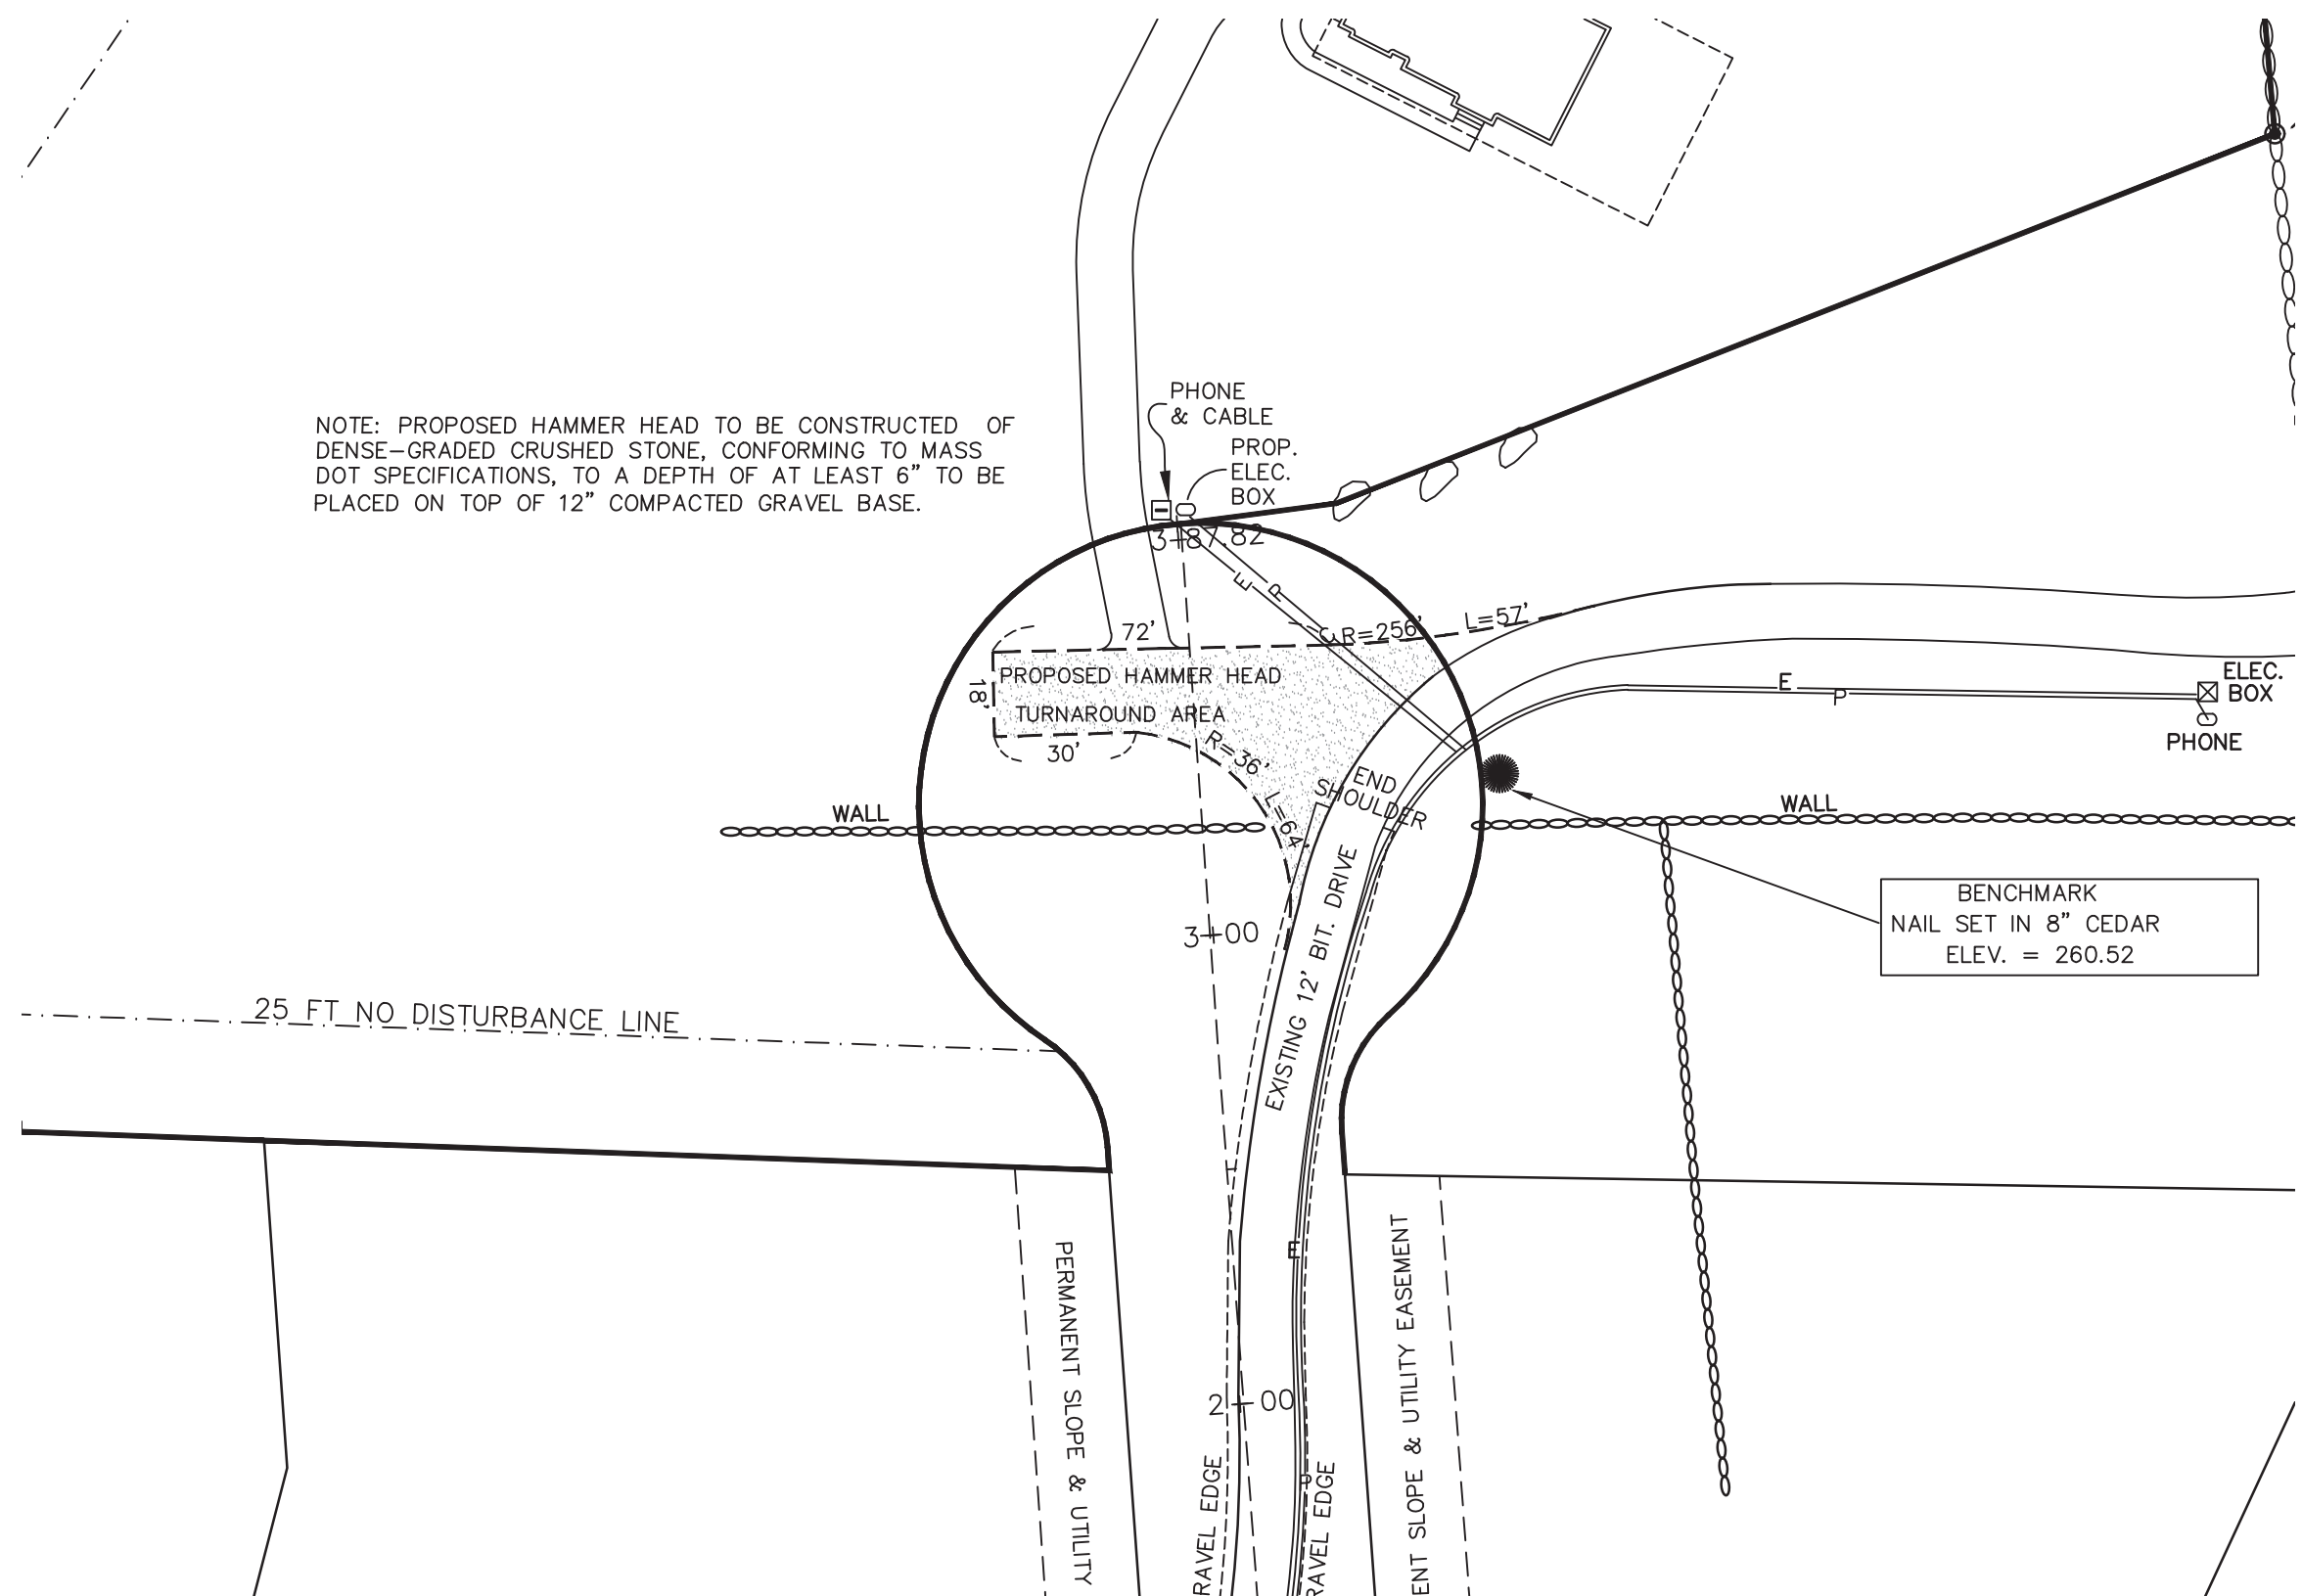 PHONE
& CABLE
PROP.
ELEC.
BOX
NOTE: PROPOSED HAMMER HEAD TO BE CONSTRUCTED OF
DENSE-GRADED CRUSHED STONE, CONFORMING TO MASS
DOT SPECIFICATIONS, TO A DEPTH OF AT LEAST 6” TO BE
PLACED ON TOP OF 12” COMPACTED GRAVEL BASE.
3+87.82
E
P
72'
C R=256'
L=57'
PROPOSED HAMMER HEAD
TURNAROUND AREA
18'
30'
R=36'
L=64'
END
SHOULDER
E
P
ELEC.
BOX
PHONE
WALL
WALL
BENCHMARK
NAIL SET IN 8” CEDAR
ELEV. = 260.52
3+00
EXISTING 12' BIT. DRIVE
25 FT NO DISTURBANCE LINE
E
PERMANENT SLOPE & UTILITY
ENT SLOPE & UTILITY EASEMENT
2+00
P
RAVEL EDGE
RAVEL EDGE